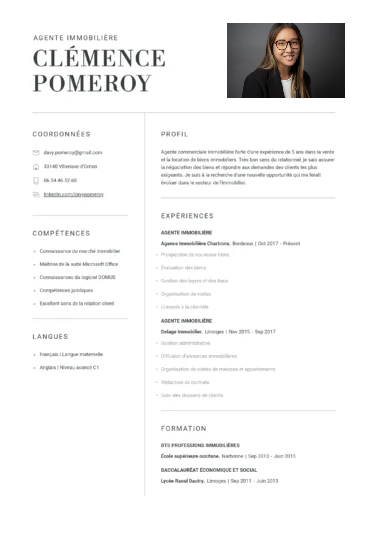 AGENTE IMMOBILIÈRE
CLÉMENCE
POMEROY
COORDONNÉES
davy.pomeroy@gmail.com
33140 Villenave d'Ornon
06 54 46 52 66
linkedin.com/davypomeroy
COMPÉTENCES
Connaissance du marché immobilier
Maîtrise de la suite Microsoft Office
Connaissances du logiciel DOMUS
Compétences juridiques
Excellent sens de la relation client
LANGUES
Français | Langue maternelle
Anglais | Niveau avancé C1
PROFIL
Agente commerciale immobilière forte d'une expérience de 5 ans dans la vente
et la location de biens immobiliers. Très bon sens du relationnel, je sais assurer
la négociation des biens et répondre aux demandes des clients les plus
exigeants. Je suis à la recherche d'une nouvelle opportunité qui me ferait
évoluer dans le secteur de l'immobilier.
EXPÉRIENCES
AGENTE IMMOBILIÈRE
Agence Immobilière Chartrons. Bordeaux | Oct 2017 - Présent
Prospection de nouveaux biens
Évaluation des biens
Gestion des loyers et des baux
Organisation de visites
Conseils à la clientèle
AGENTE IMMOBILIÈRE
Delage immobilier. Limoges | Nov 2015 - Sep 2017
Gestion administrative
Diffusion d'annonces immobilières
Organisation de visites de maisons et appartements
Rédaction de contrats
Suivi des dossiers de clients
FORMATION
BTS PROFESSIONS IMMOBILIÈRES
École supérieure occitane. Narbonne | Sep 2013 - Juin 2015
BACCALAURÉAT ÉCONOMIQUE ET SOCIAL
Lycée Raoul Dautry. Limoges | Sep 2011 - Juin 2013